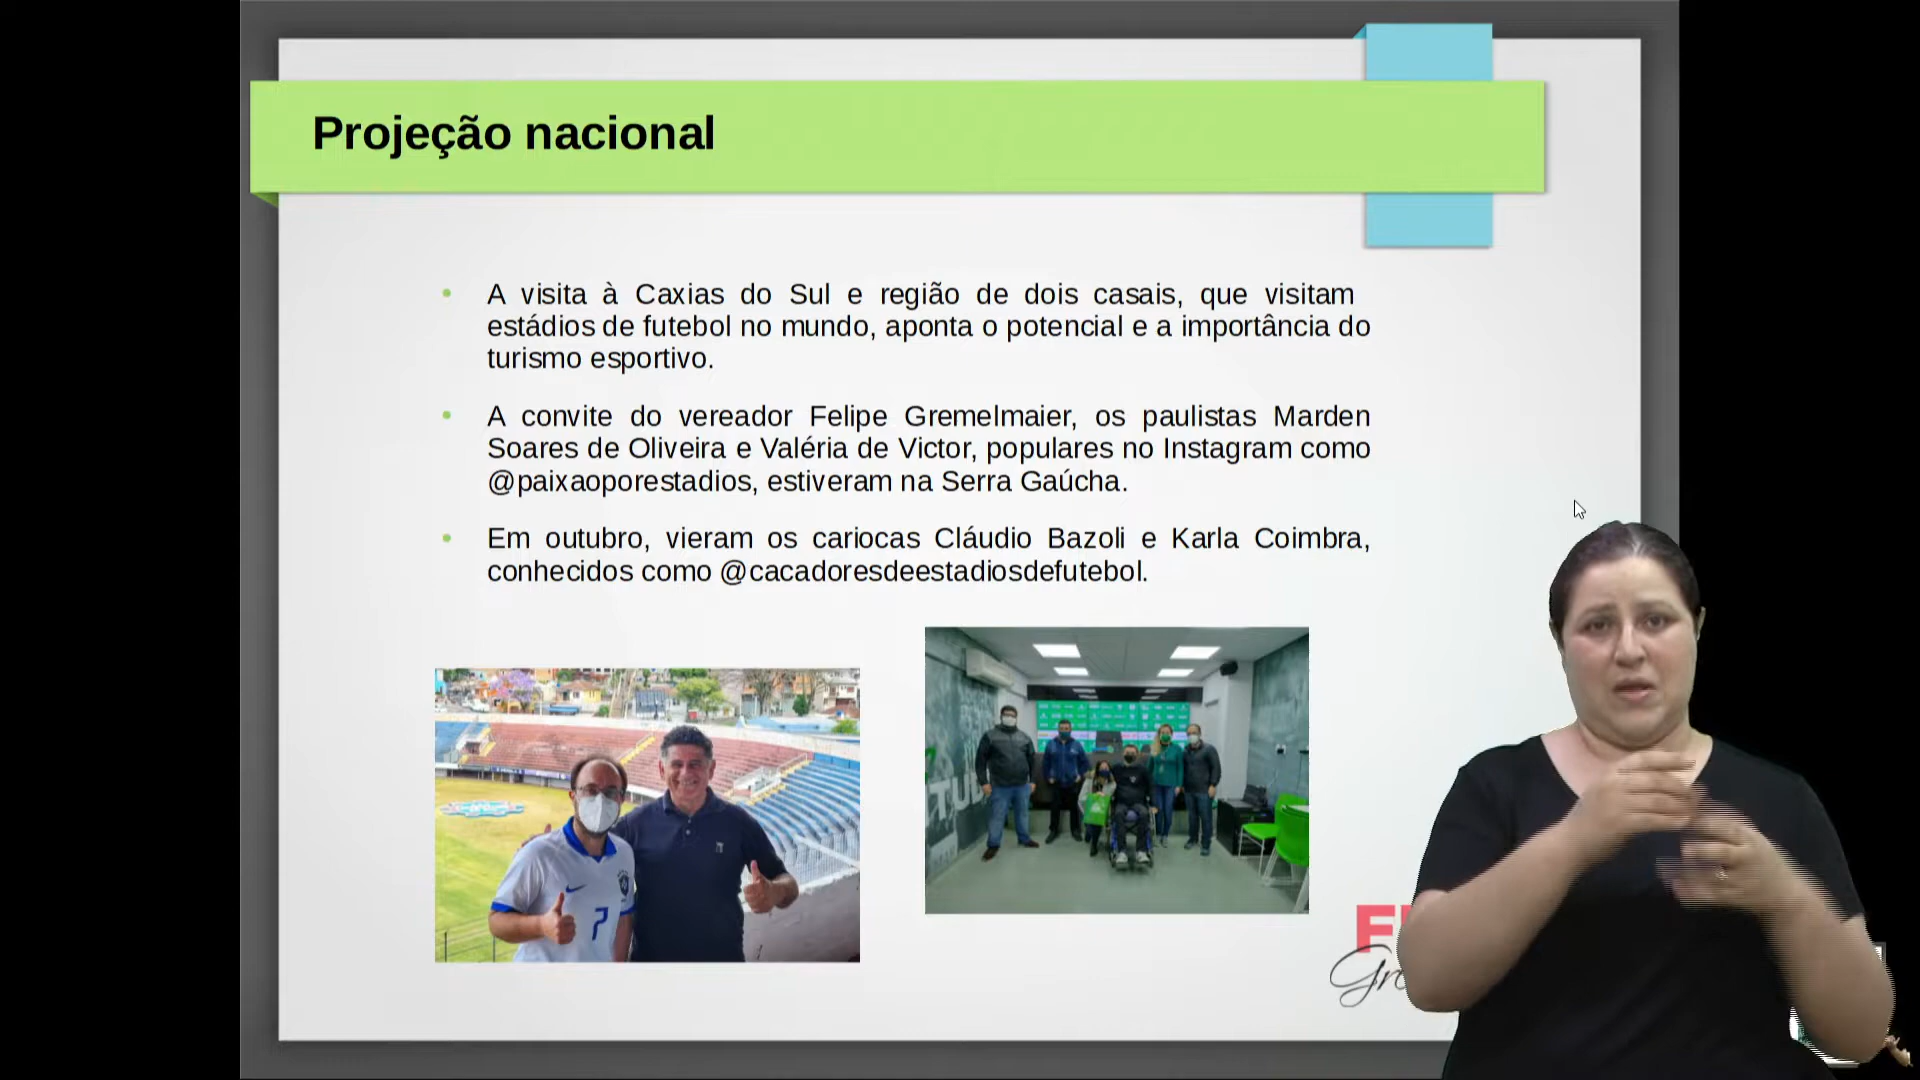 Projeção nacional
A visita à Caxias do Sul e região de dois casais, que visitam
estádios de futebol no mundo, aponta o potencial e a importância do
turismo esportivo.
A convite do vereador Felipe Gremelmaier, os paulistas Marden
Soares de Oliveira e Valéria de Victor, populares no Instagram como
@paixaoporestadios, estiveram na Serra Gaúcha.
Em outubro, vieram os cariocas Cláudio Bazoli e Karla Coimbra,
conhecidos como @cacadoresdeestadiosdefutebol.
7